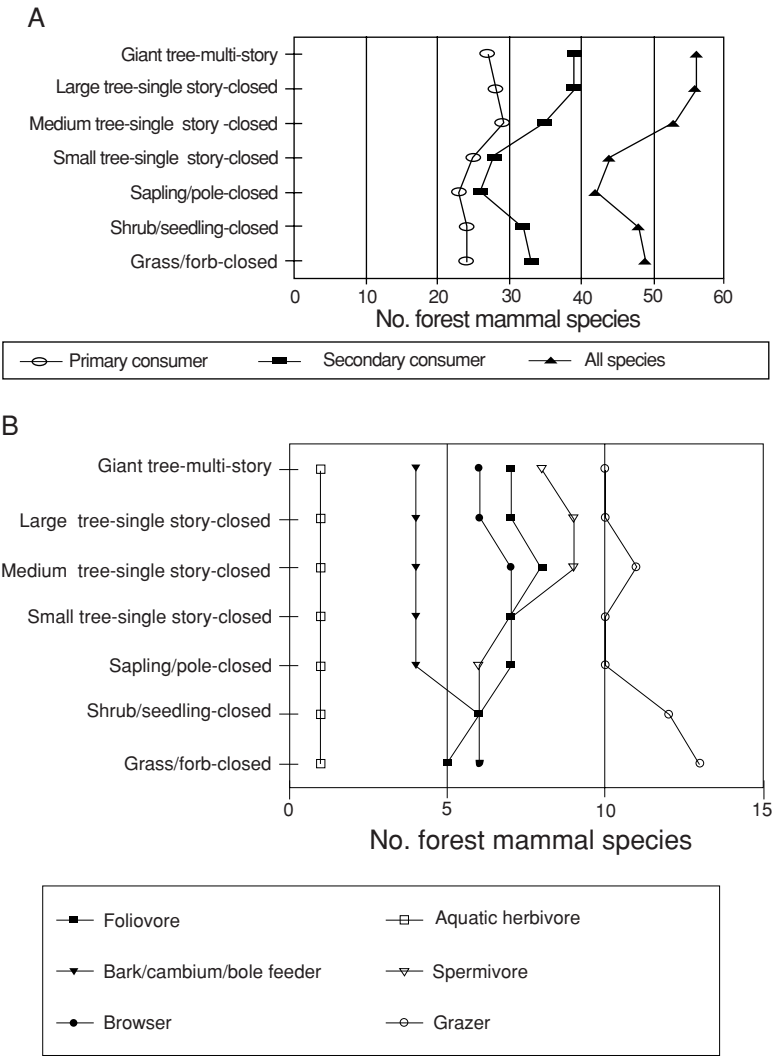 A
Giant tree-multi-story
Large tree-single story-closed
Medium tree-single story -closed
Small tree-single story-closed
Sapling/pole-closed
Shrub/seedling-closed
Grass/forb-closed
0 10 20 30 40 50 60
No. forest mammal species
Primary consumer Secondary consumer All species
B
Giant tree-multi-story
Large tree-single story-closed
Medium tree-single story-closed
Small tree-single story-closed
Sapling/pole-closed
Shrub/seedling-closed
Grass/forb-closed
0 5 10 15
No. forest mammal species
Foliovore Aquatic herbivore
Bark/cambium/bole feeder Spermivore
Browser Grazer